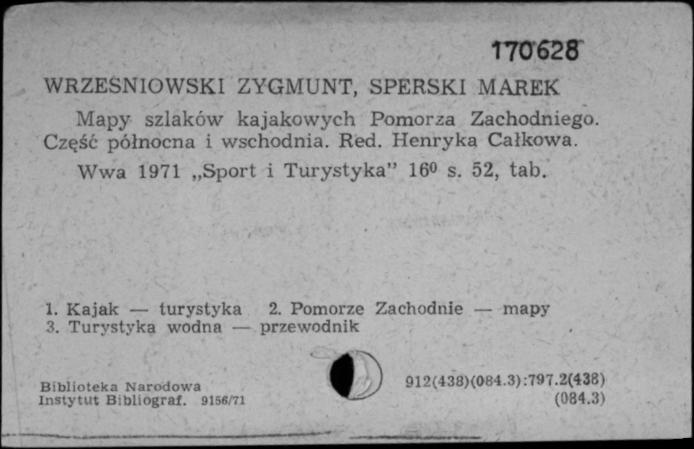 170628
WRZEŚNIOWSKI ZYGMUNT, SPERSKI MAREK
Mapy szlaków kajakowych Pomorza Zachodniego.
Część północna i wschodnia. Red. Henryka Całkowa.
Wwa 1971 „Sport i Turystyka” 16⁰ s. 52, tab.
1. Kajak — turystyka 2. Pomorze Zachodnie — mapy
3. Turystyka wodna — przewodnik
Biblioteka Narodowa
Instytut Bibliograf. 9156/71
912(438)(084.3):797.2(438)
(084.3)